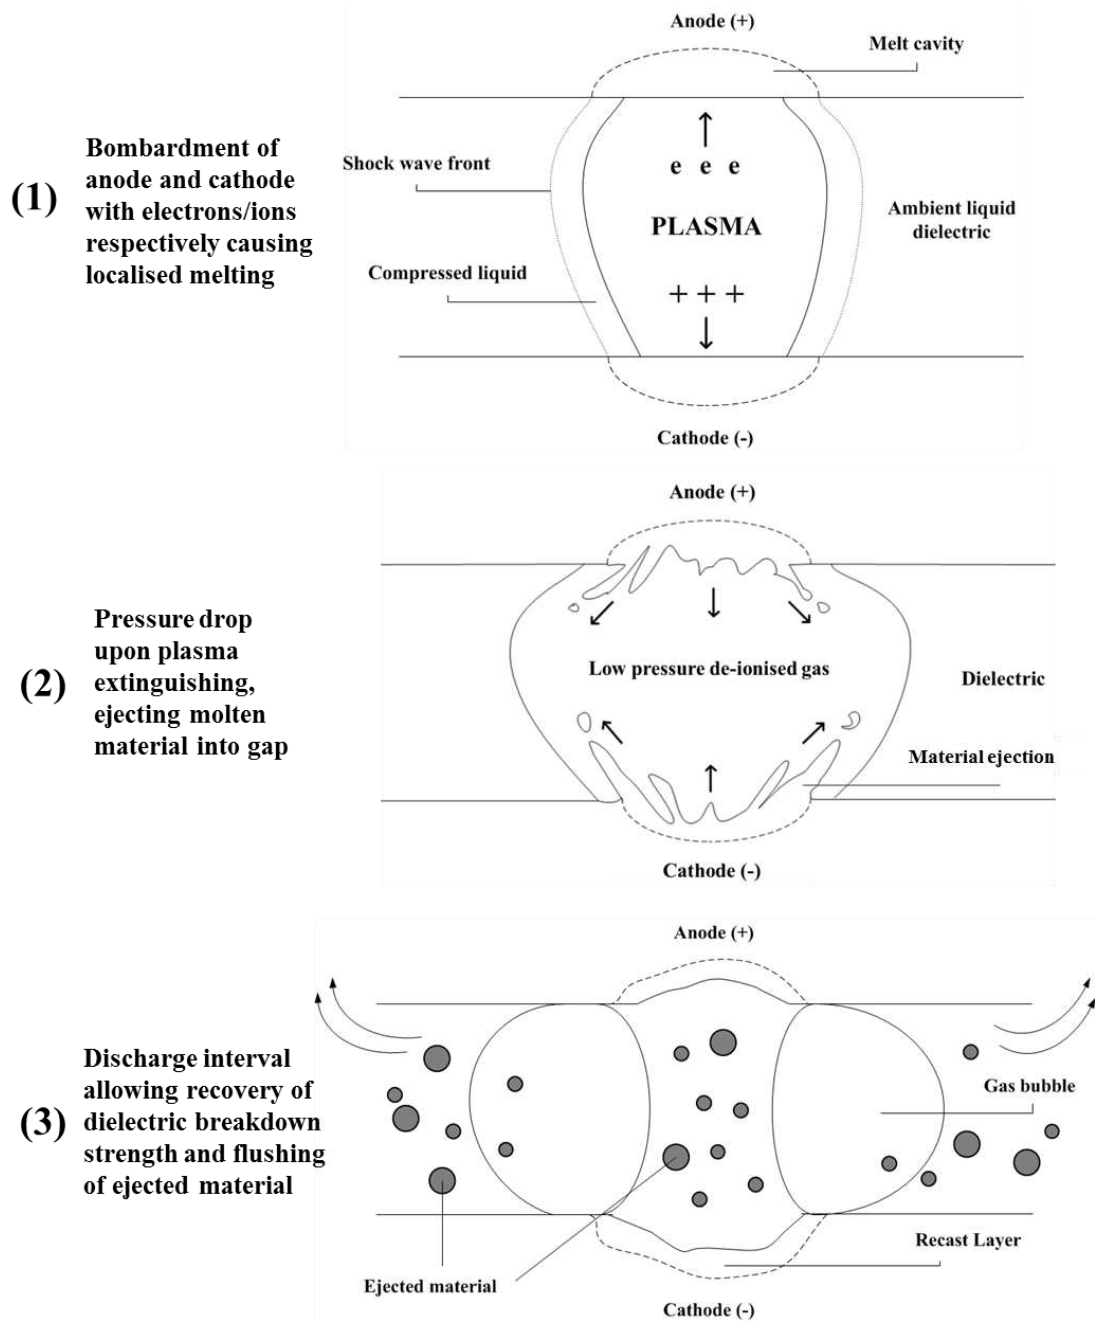 Anode (+)
Melt cavity
(1)
Bombardment of
anode and cathode
with electrons/ions
respectively causing
localised melting
Shock wave front
e e e
PLASMA
Ambient liquid
dielectric
Compressed liquid
+ + +
Cathode (-)
Anode (+)
(2)
Pressure drop
upon plasma
extinguishing,
ejecting molten
material into gap
Low pressure de-ionised gas
Dielectric
Material ejection
Cathode (-)
Anode (+)
(3)
Discharge interval
allowing recovery of
dielectric breakdown
strength and flushing
of ejected material
Gas bubble
Recast Layer
Ejected material
Cathode (-)